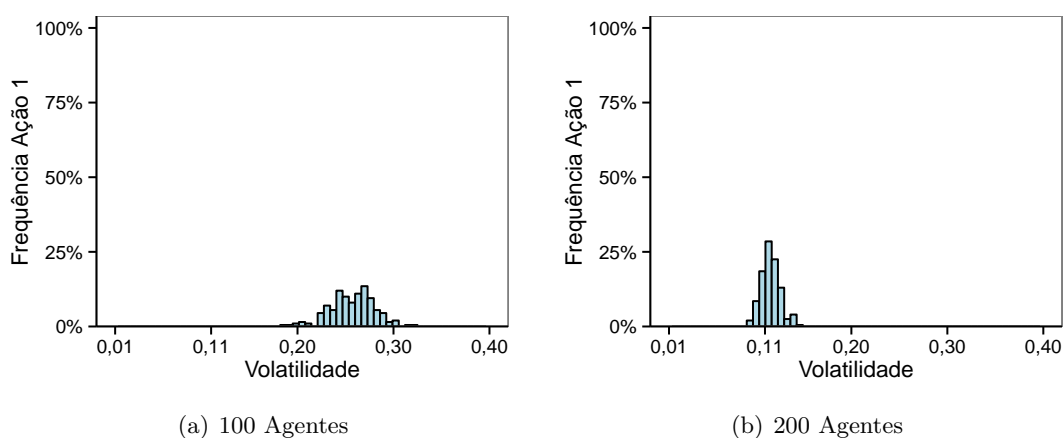 100%
75%
50%
25%
0%
Frequência Ação 1
0,01 0,11 0,20 0,30 0,40
Volatilidade
(a) 100 Agentes
100%
75%
50%
25%
0%
Frequência Ação 1
0,01 0,11 0,20 0,30 0,40
Volatilidade
(b) 200 Agentes